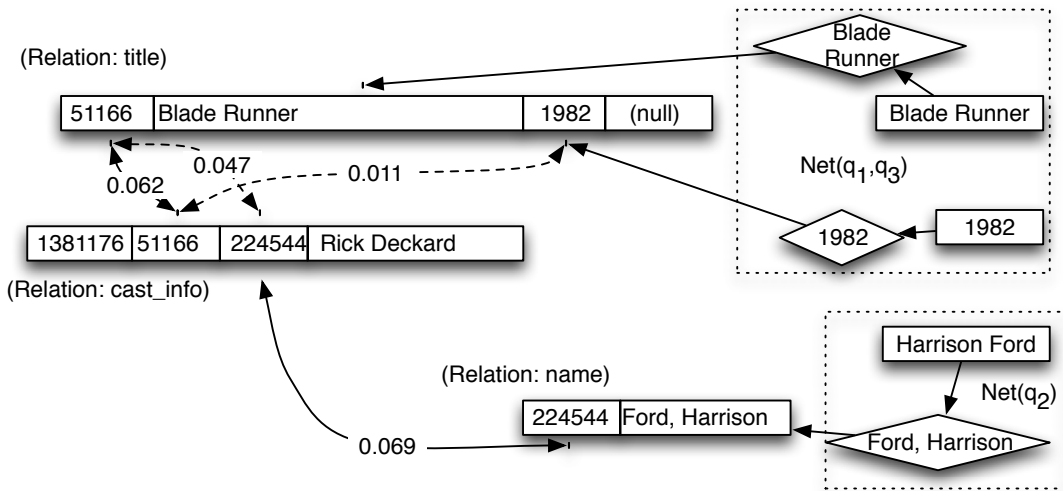 Blade
Runner
(Relation: title)
51166 Blade Runner 1982 (null)
Blade Runner
0.047
0.062
0.011
Net(q1,q3)
1381176 51166 224544 Rick Deckard
1982
1982
(Relation: cast_info)
Harrison Ford
(Relation: name)
Net(q2)
224544 Ford, Harrison
Ford, Harrison
0.069